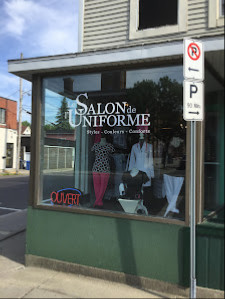 SALON de
l'UNIFORME
Styles - Couleurs - Confort
OUVERT
P
P